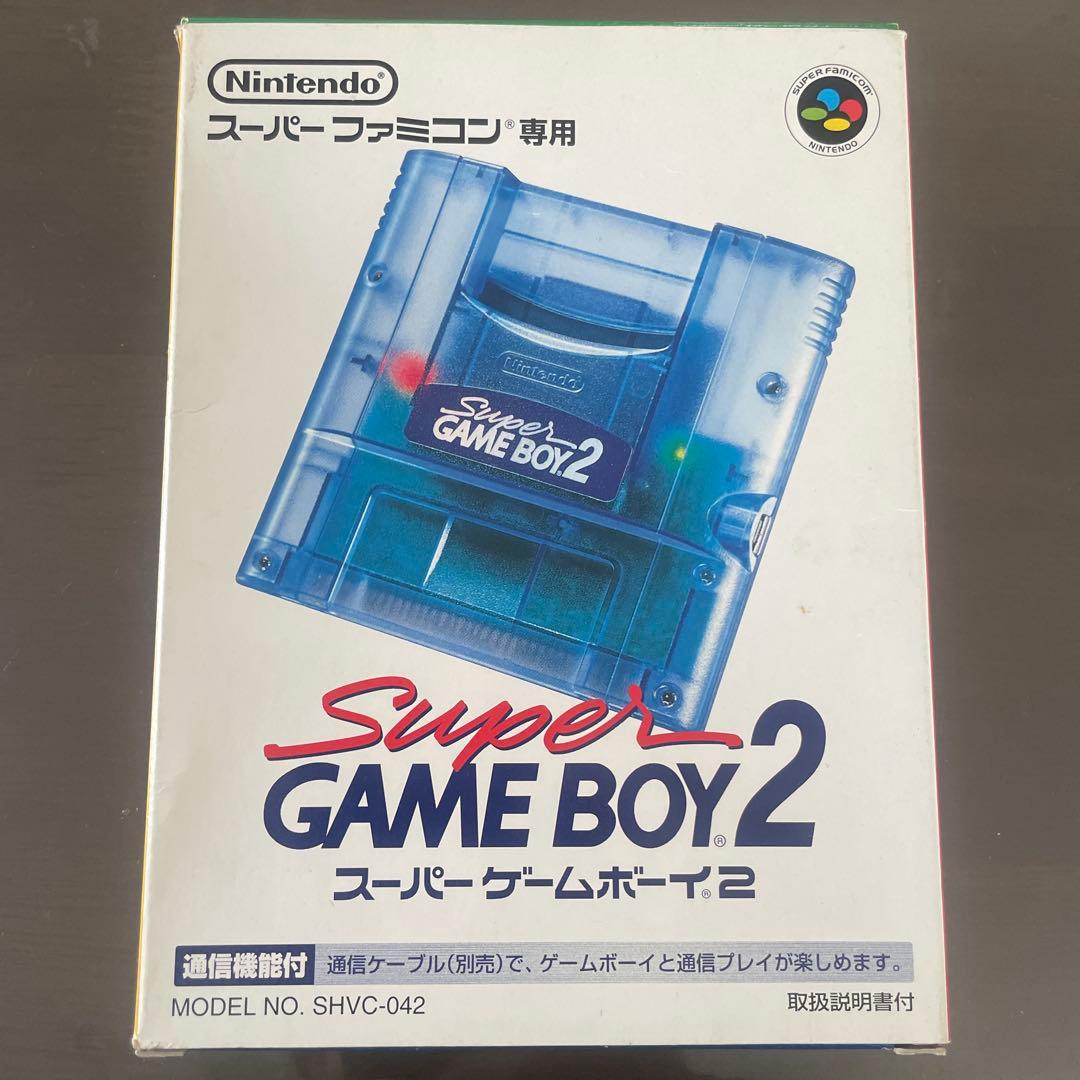 Nintendo®
SUPER FAMICOM
NINTENDO
スーパーファミコン®専用
Nintendo
Super
GAME BOY.2
Super
GAME BOY®2
スーパーゲームボーイ®2
通信機能付 通信ケーブル(別売)で、ゲームボーイと通信プレイが楽しめます。
MODEL NO. SHVC-042
取扱説明書付